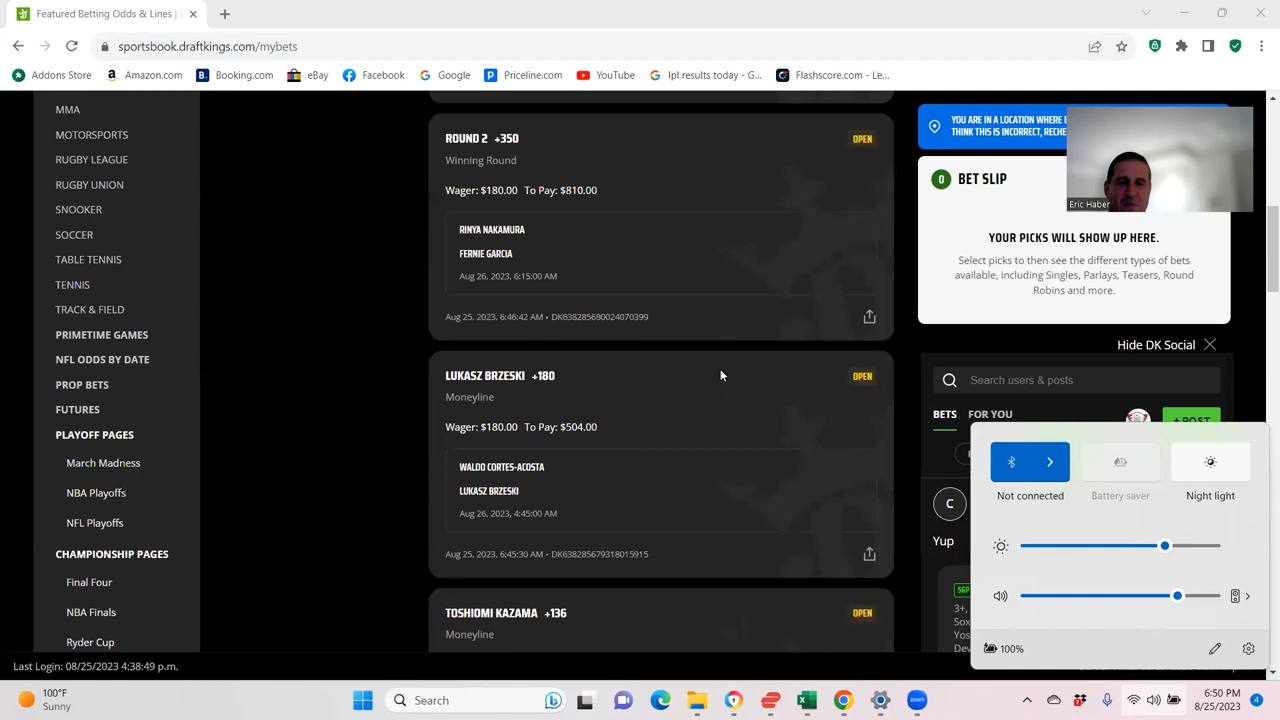 Featured Betting Odds & Lines |
sportsbook.draftkings.com/mybets
Addons Store
Amazon.com
Booking.com
eBay
Facebook
Google
Priceline.com
YouTube
Ipl results today - G...
Flashscore.com - Le...
MMA
MOTORSPORTS
RUGBY LEAGUE
RUGBY UNION
SNOOKER
SOCCER
TABLE TENNIS
TENNIS
TRACK & FIELD
PRIMETIME GAMES
NFL ODDS BY DATE
PROP BETS
FUTURES
PLAYOFF PAGES
March Madness
NBA Playoffs
NFL Playoffs
CHAMPIONSHIP PAGES
Final Four
NBA Finals
Ryder Cup
ROUND 2 +350
OPEN
Winning Round
Wager: $180.00 To Pay: $810.00
RINYA NAKAMURA
FERNIE GARCIA
Aug 26, 2023, 6:15:00 AM
Aug 25, 2023, 6:46:42 AM • DK638285680024070399
LUKASZ BRZESKI +180
OPEN
Moneyline
Wager: $180.00 To Pay: $504.00
WALDO CORTES-ACOSTA
LUKASZ BRZESKI
Aug 26, 2023, 4:45:00 AM
Aug 25, 2023, 6:45:30 AM • DK638285679318015915
TOSHIOMI KAZAMA +136
OPEN
Moneyline
YOU ARE IN A LOCATION WHERE
THINK THIS IS INCORRECT, RECHE
Eric Haber
0 BET SLIP
YOUR PICKS WILL SHOW UP HERE.
Select picks to then see the different types of bets
available, including Singles, Parlays, Teasers, Round
Robins and more.
Hide DK Social
Search users & posts
BETS
FOR YOU
+ POST
C
Yup
SGP
3+,
Sox
Yos
Dev
Not connected
Battery saver
Night light
100%
Last Login: 08/25/2023 4:38:49 p.m.
100°F
Sunny
Search
zoom
6:50 PM
8/25/2023
4